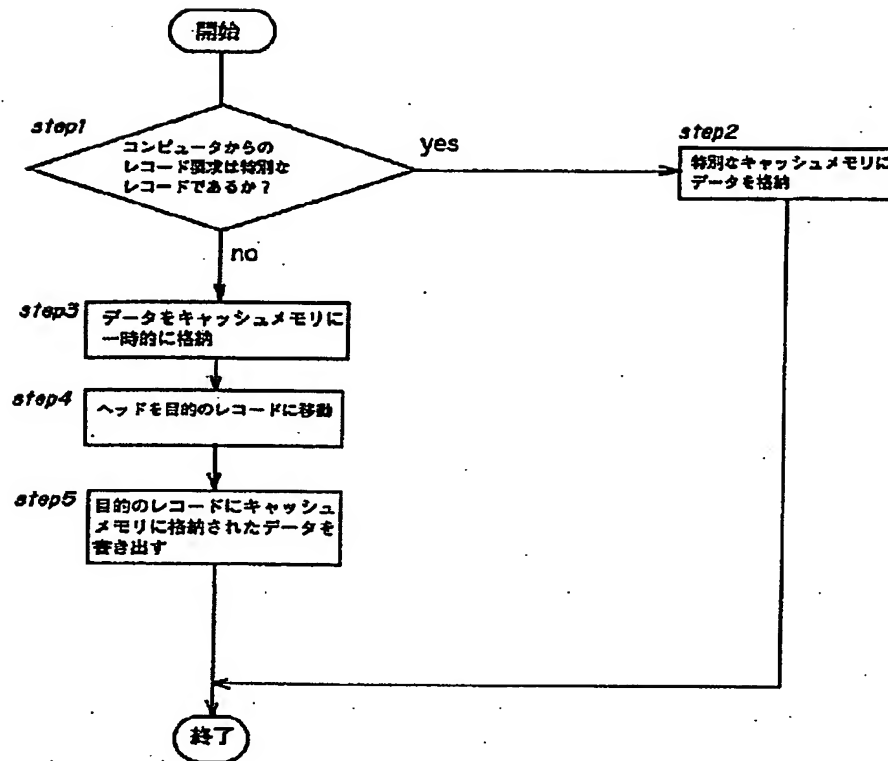 開始
step1
コンピュータからの
レコード要求は特別な
レコードであるか？
yes
step2
特別なキャッシュメモリに
データを格納
no
step3
データをキャッシュメモリに
一時的に格納
step4
ヘッドを目的のレコードに移動
step5
目的のレコードにキャッシュ
メモリに格納されたデータを
書き出す
終了